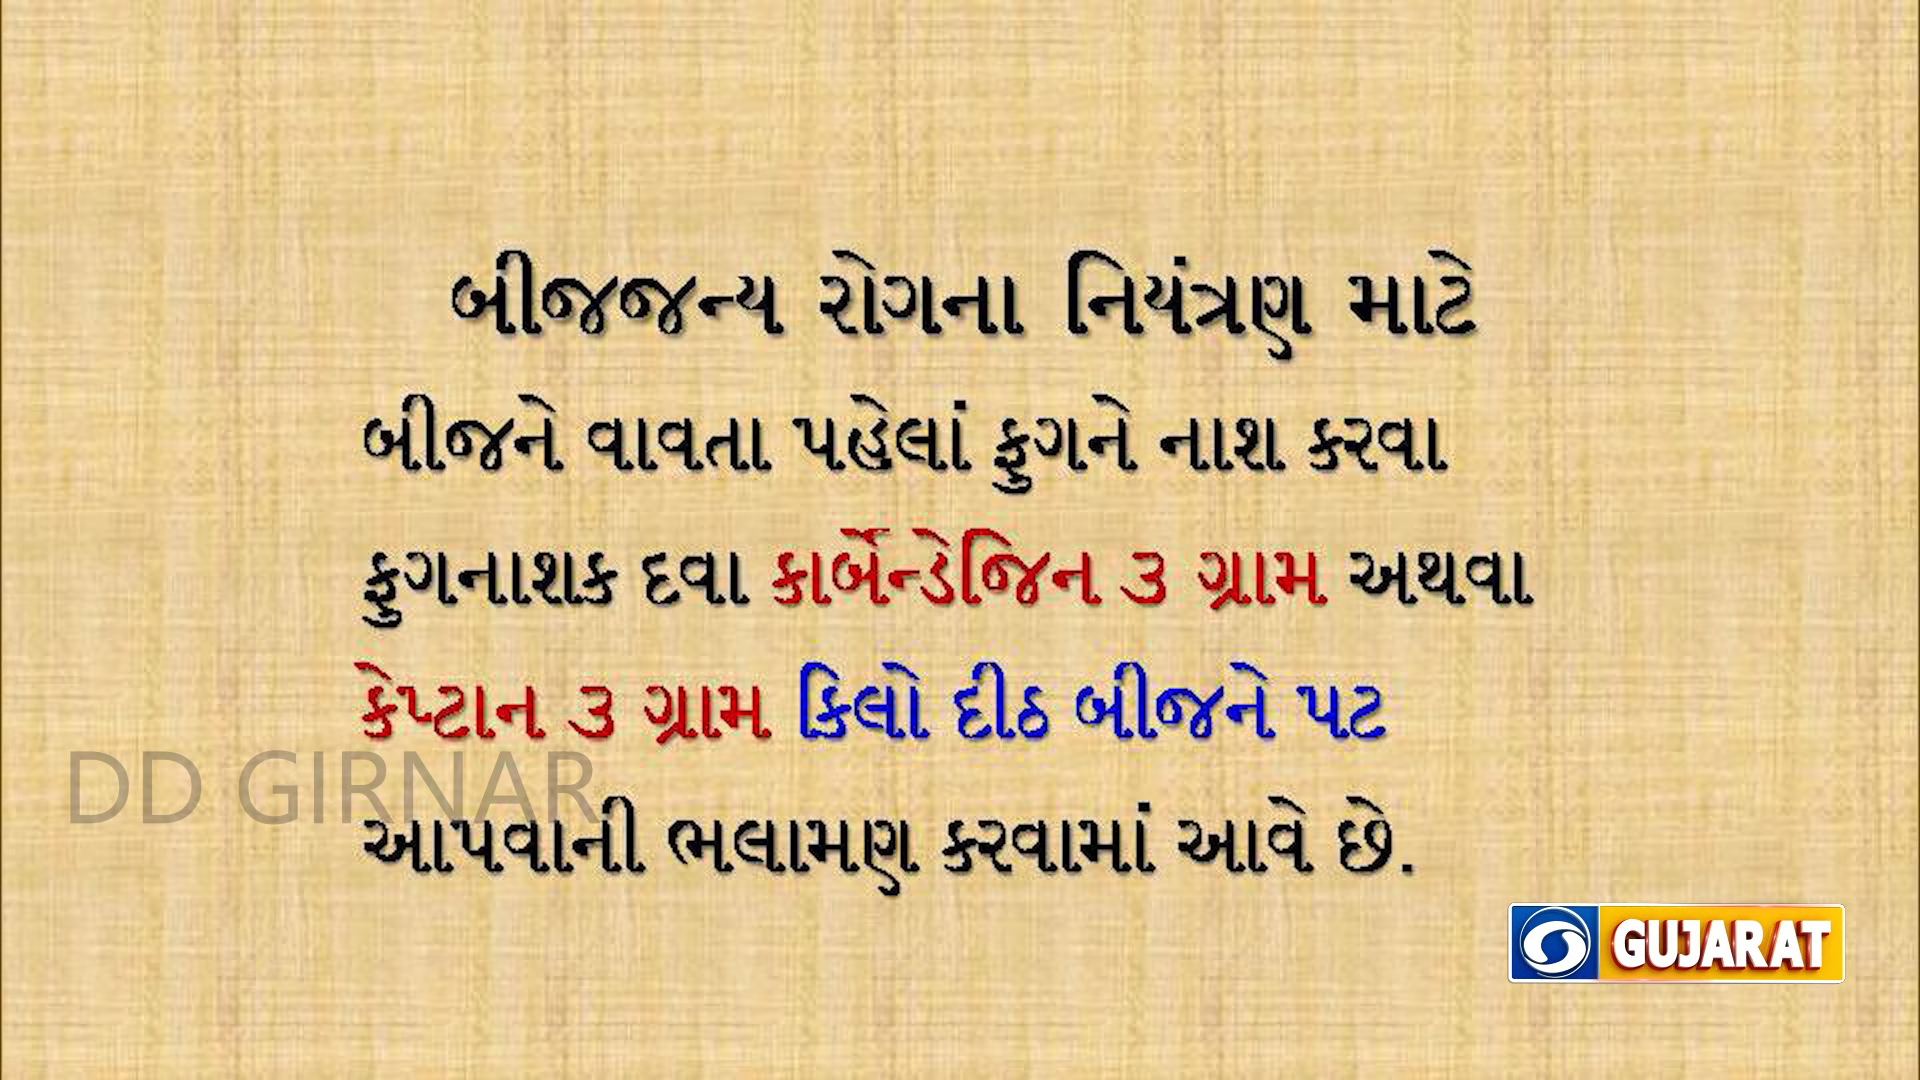 બીજજન્ય રોગના નિયંત્રણ માટે
બીજને વાવતા પહેલાં ફુગને નાશ કરવા
ફુગનાશક દવા કાર્બેન્ડેજિન ૩ ગ્રામ અથવા
કેપ્ટાન ૩ ગ્રામ કિલો દીઠ બીજને પટ
DD GIRNAR
આપવાની ભલામણ કરવામાં આવે છે.
GUJARAT